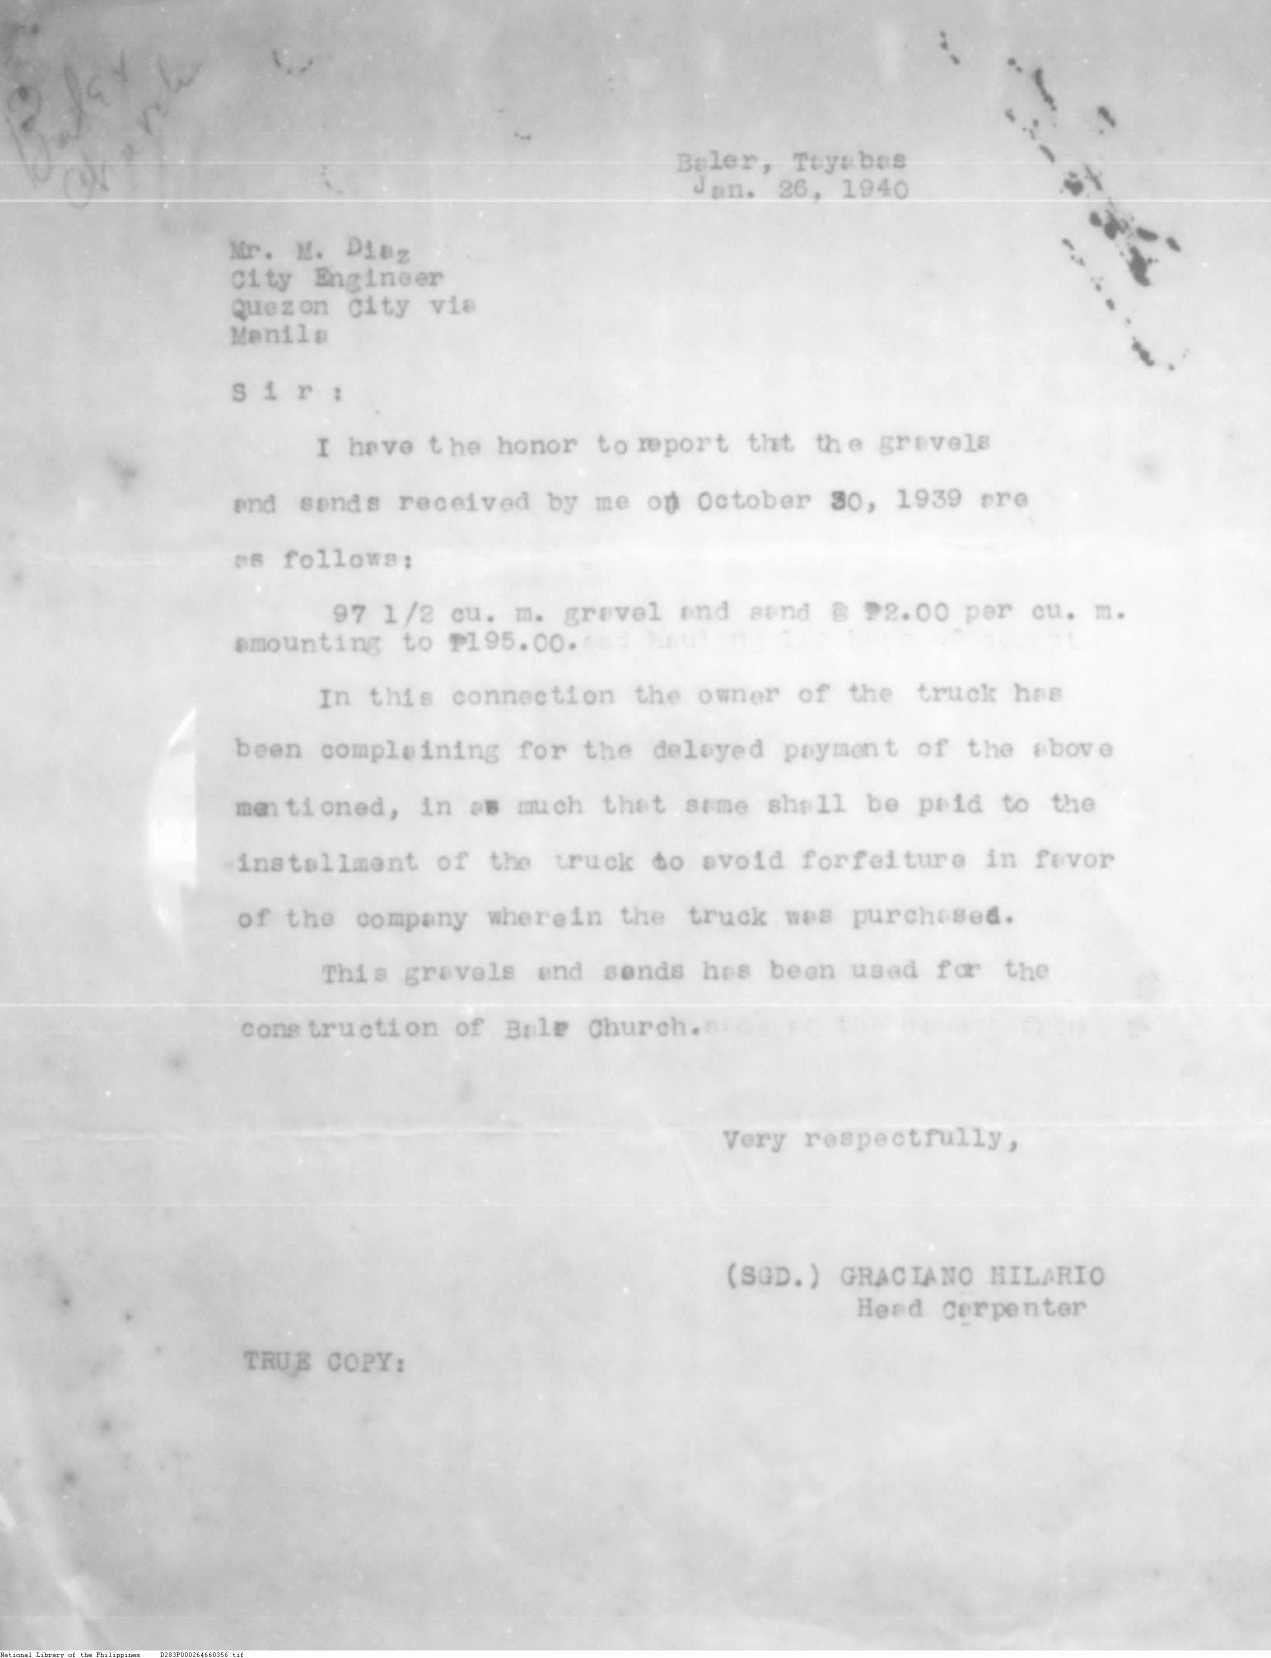 Baler
church
Baler, Tayabas
Jan. 26, 1940
Mr. M. Diaz
City Engineer
Quezon City via
Manila
S i r :
I have the honor to report tht the gravels
and sands received by me on October 30, 1939 are
as follows:
97 1/2 cu. m. gravel and sand @ ₱2.00 per cu. m.
amounting to ₱195.00.
In this connection the owner of the truck has
been complaining for the delayed payment of the above
mentioned, in as much that same shall be paid to the
installment of the truck to avoid forfeiture in favor
of the company wherein the truck was purchased.
This gravels and sands has been used for the
construction of Bale Church.
Very respectfully,
(SGD.) GRACIANO HILARIO
Head Carpenter
TRUE COPY:
National Library of the Philippines D283P000264660356.tif